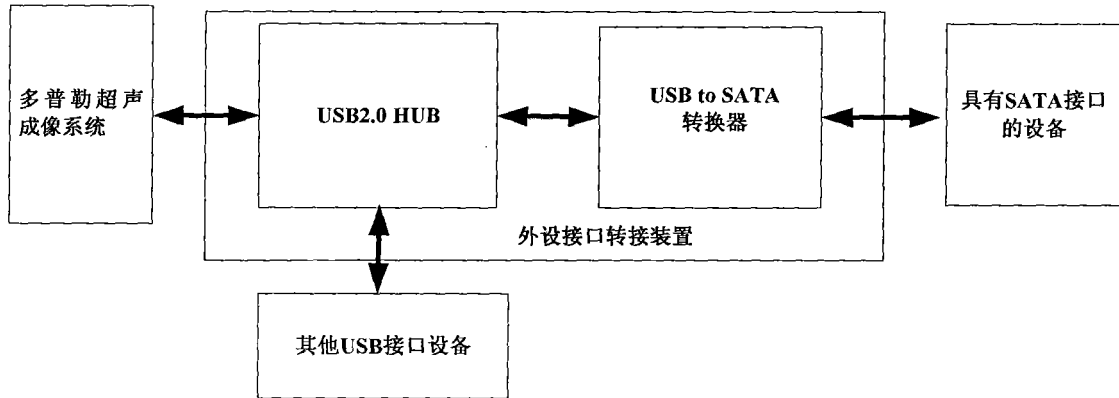 多普勒超声
成像系统
USB2.0 HUB
USB to SATA
转换器
具有SATA接口
的设备
外设接口转接装置
其他USB接口设备